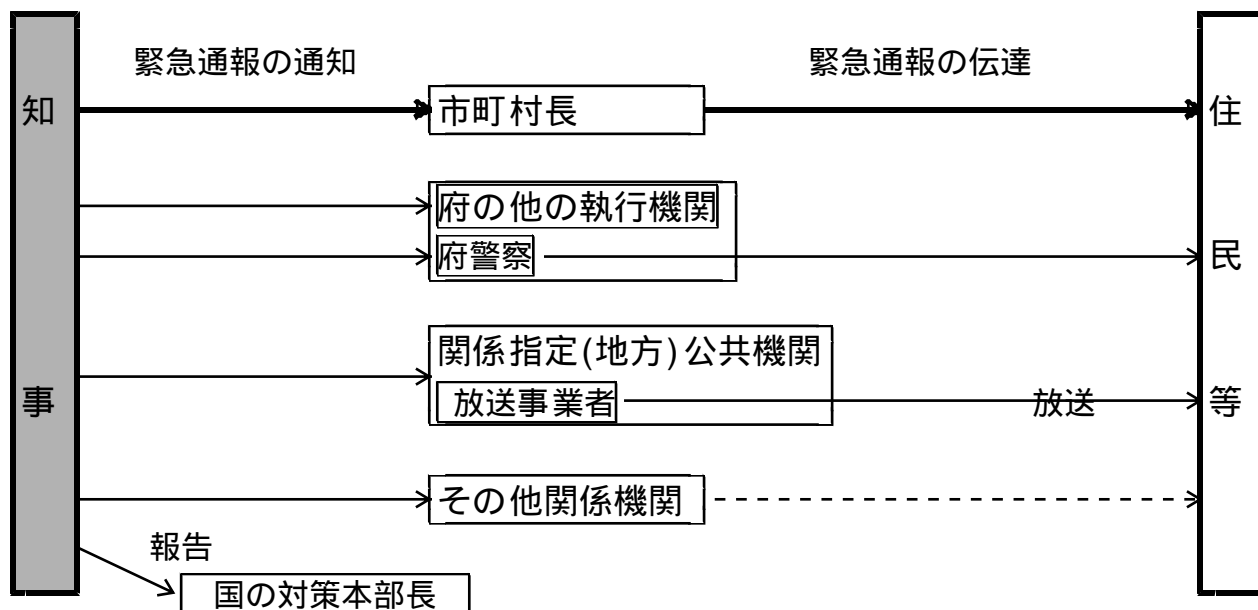 緊急通報の通知
緊急通報の伝達
知事
市町村長
住民等
府の他の執行機関
府警察
関係指定(地方)公共機関
放送事業者
放送
その他関係機関
報告
国の対策本部長